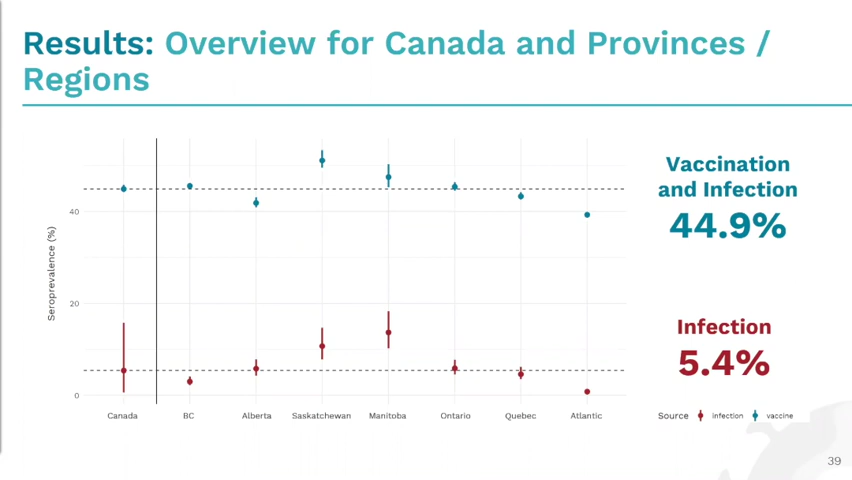 Results: Overview for Canada and Provinces /
Regions
Vaccination
and Infection
44.9%
Infection
5.4%
Seroprevalence (%)
40
20
0
Canada BC Alberta Saskatchewan Manitoba Ontario Quebec Atlantic
Source infection vaccine
39